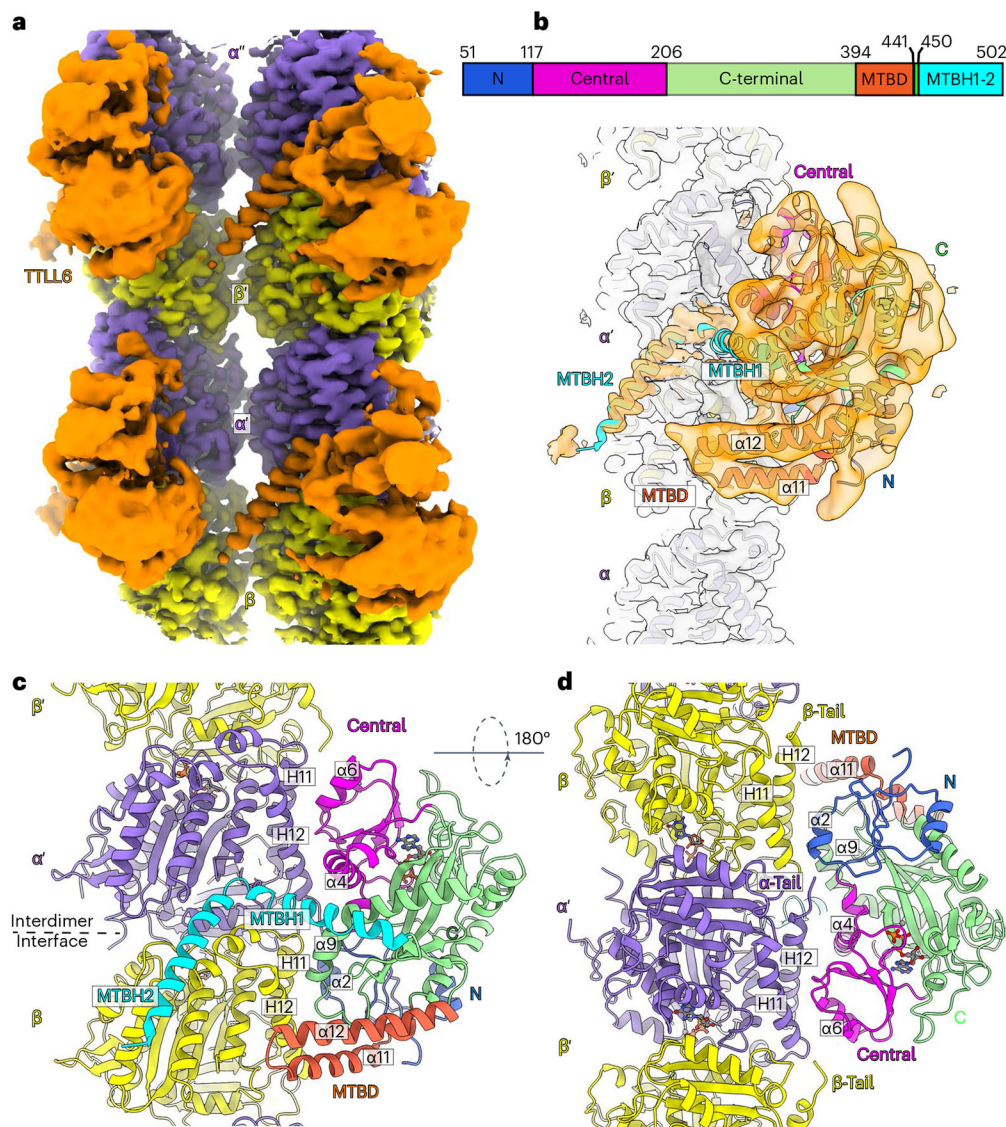 a
α″
TTLL6
β′
α′
β
b
51 117 206 394 441 450 502
N Central C-terminal MTBD MTBH1-2
β′
Central
C
α′
MTBH1
MTBH2
α12
β
MTBD
α11
N
α
c
β′
Central
180°
H11
α6
H12
α′
α4
MTBH1
Interdimer
Interface
α9
C
H11
α2
MTBH2
N
H12
β
α12
α11
MTBD
d
β-Tail
MTBD
H12
α11
β
N
H11
α2
α9
α-Tail
α′
α4
H12
H11
α6
C
β′
Central
β-Tail